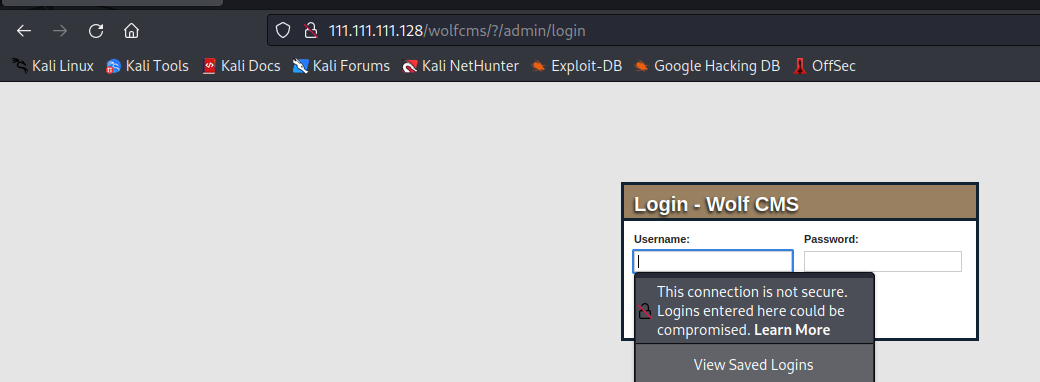 111.111.111.128/wolfcms/?/admin/login
Kali Linux Kali Tools Kali Docs Kali Forums Kali NetHunter Exploit-DB Google Hacking DB OffSec
Login - Wolf CMS
Username: Password:
This connection is not secure.
Logins entered here could be
compromised. Learn More
View Saved Logins